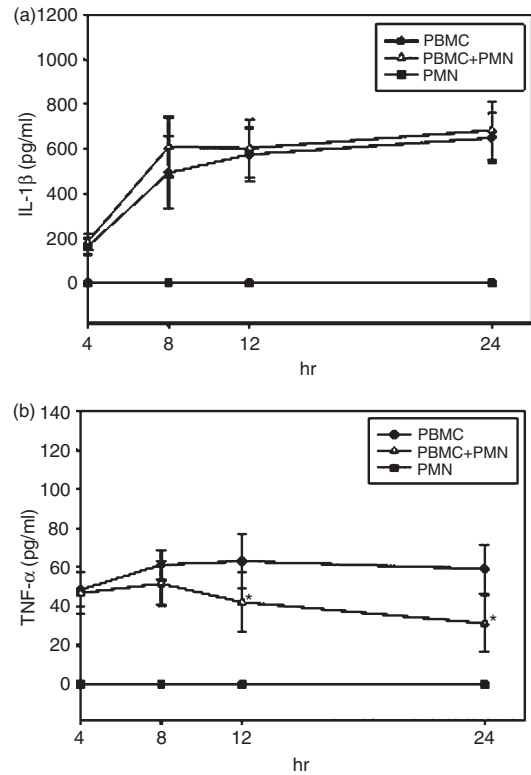 (a)
1200
1000
800
600
400
200
0
IL-1β (pg/ml)
PBMC
PBMC+PMN
PMN
4 8 12 24
hr
(b)
140
120
100
80
60
40
20
0
TNF-α (pg/ml)
PBMC
PBMC+PMN
PMN
*
*
4 8 12 24
hr